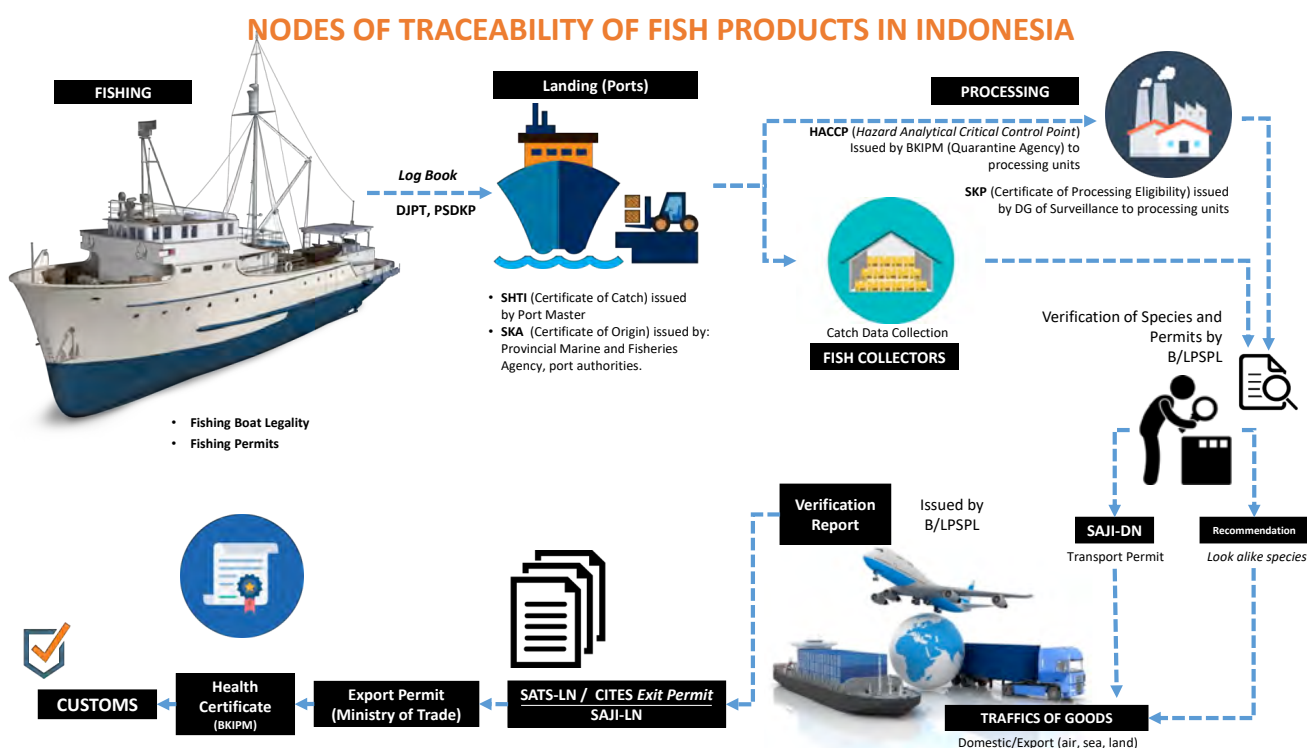 NODES OF TRACEABILITY OF FISH PRODUCTS IN INDONESIA
FISHING
Log Book
DJPT, PSDKP
• Fishing Boat Legality
• Fishing Permits
Landing (Ports)
• SHTI (Certificate of Catch) issued
by Port Master
• SKA (Certificate of Origin) issued by:
Provincial Marine and Fisheries
Agency, port authorities.
PROCESSING
HACCP (Hazard Analytical Critical Control Point)
Issued by BKIPM (Quarantine Agency) to
processing units
SKP (Certificate of Processing Eligibility) issued
by DG of Surveillance to processing units
Catch Data Collection
FISH COLLECTORS
Verification of Species and
Permits by
B/LPSPL
SAJI-DN
Transport Permit
Recommendation
Look alike species
Verification
Report
Issued by
B/LPSPL
TRAFFICS OF GOODS
Domestic/Export (air, sea, land)
SATS-LN / CITES Exit Permit
SAJI-LN
Export Permit
(Ministry of Trade)
Health
Certificate
(BKIPM)
CUSTOMS